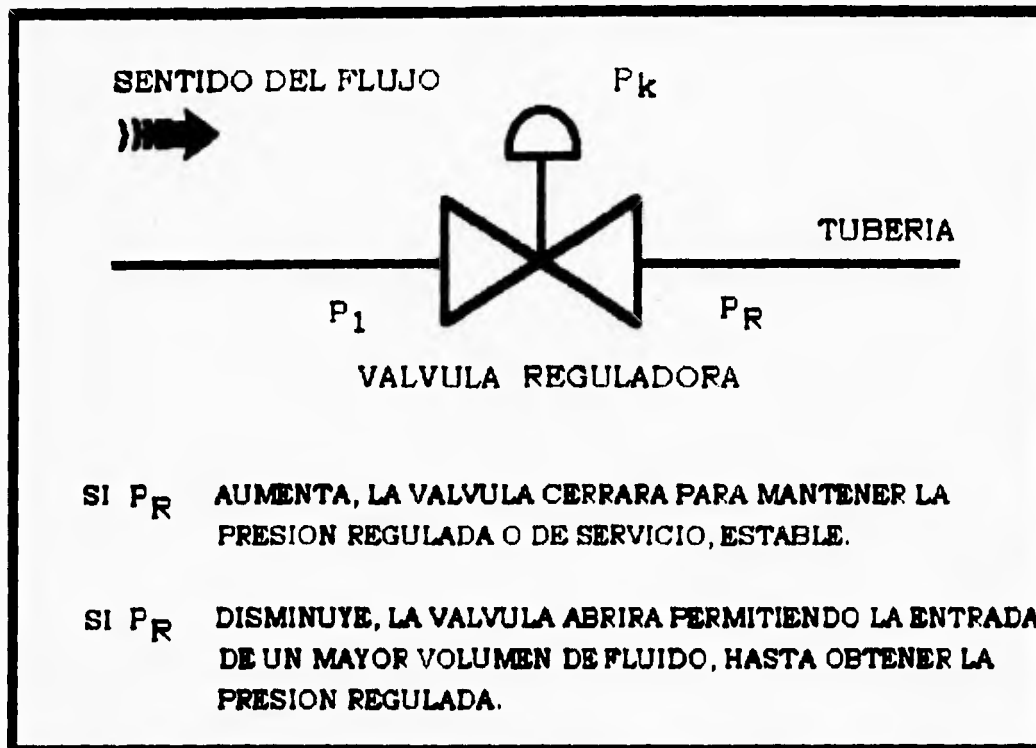 SENTIDO DEL FLUJO
Pk
TUBERIA
P1
PR
VALVULA REGULADORA
SI PR AUMENTA, LA VALVULA CERRARA PARA MANTENER LA
PRESION REGULADA O DE SERVICIO, ESTABLE.
SI PR DISMINUYE, LA VALVULA ABRIRA PERMITIENDO LA ENTRADA
DE UN MAYOR VOLUMEN DE FLUIDO, HASTA OBTENER LA
PRESION REGULADA.